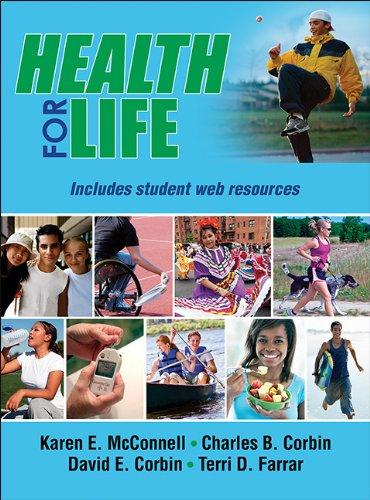 HEALTH
FOR
LIFE
Includes student web resources
Karen E. McConnell • Charles B. Corbin
David E. Corbin • Terri D. Farrar